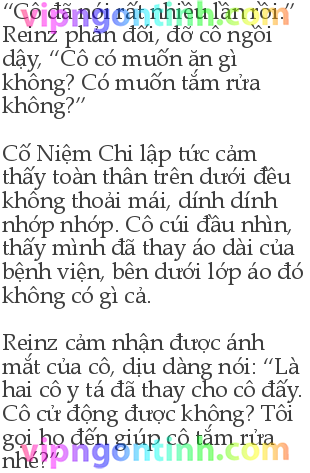 “Cô đã nói rất nhiều lần rồi.”
vipngontinh.com
Reinz phản đối, đỡ cô ngồi
dậy, “Cô có muốn ăn gì
không? Có muốn tắm rửa
không?”
Cố Niệm Chi lập tức cảm
thấy toàn thân trên dưới đều
không thoải mái, dính dính
nhớp nhớp. Cô cúi đầu nhìn,
thấy mình đã thay áo dài của
bệnh viện, bên dưới lớp áo đó
không có gì cả.
Reinz cảm nhận được ánh
mắt của cô, dịu dàng nói: “Là
hai cô y tá đã thay cho cô đấy.
Cô cử động được không? Tôi
gọi họ đến giúp cô tắm rửa
nhé?”
vipngontinh.com